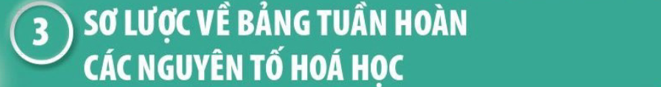 3 SƠ LƯỢC VỀ BẢNG TUẦN HOÀN
CÁC NGUYÊN TỐ HOÁ HỌC